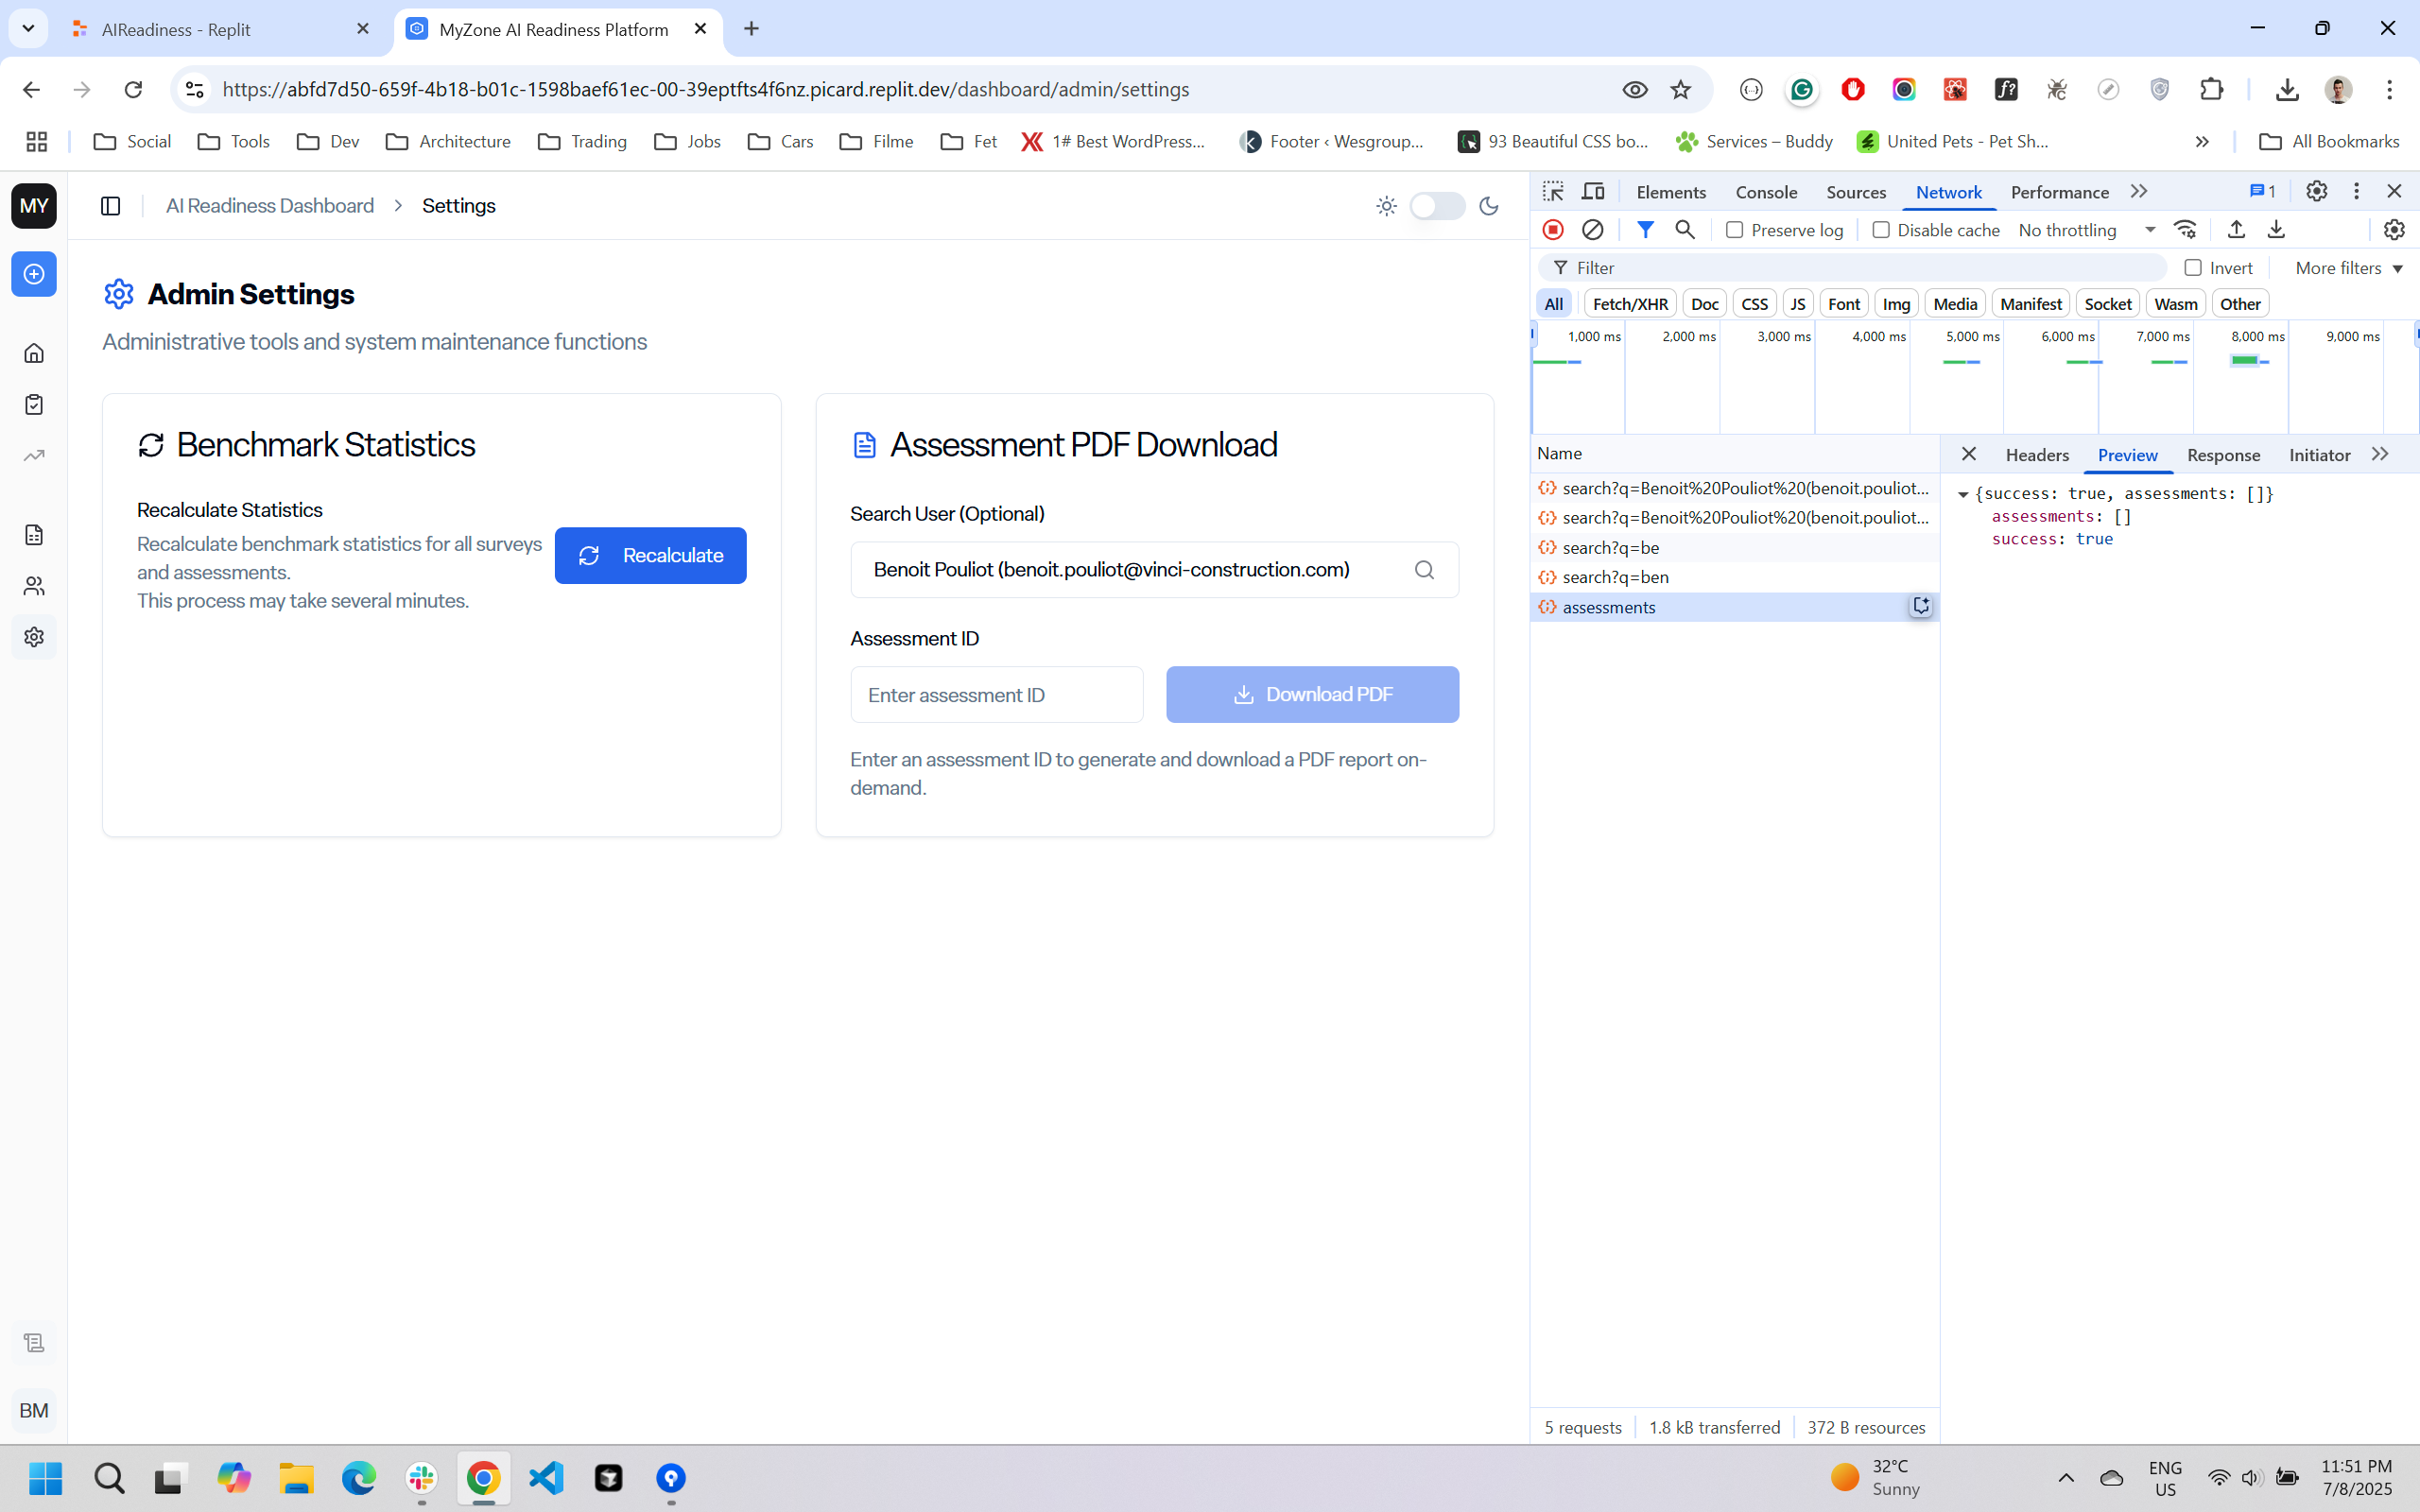 AIReadiness - Replit
MyZone AI Readiness Platform
https://abfd7d50-659f-4b18-b01c-1598baef61ec-00-39eptfts4f6nz.picard.replit.dev/dashboard/admin/settings
Social
Tools
Dev
Architecture
Trading
Jobs
Cars
Filme
Fet
1# Best WordPress...
Footer ‹ Wesgroup...
93 Beautiful CSS bo...
Services – Buddy
United Pets - Pet Sh...
All Bookmarks
MY
AI Readiness Dashboard
Settings
Admin Settings
Administrative tools and system maintenance functions
Benchmark Statistics
Recalculate Statistics
Recalculate benchmark statistics for all surveys
and assessments.
This process may take several minutes.
Recalculate
Assessment PDF Download
Search User (Optional)
Benoit Pouliot (benoit.pouliot@vinci-construction.com)
Assessment ID
Enter assessment ID
Download PDF
Enter an assessment ID to generate and download a PDF report on-
demand.
BM
Elements
Console
Sources
Network
Performance
1
Preserve log
Disable cache
No throttling
Filter
Invert
More filters
All
Fetch/XHR
Doc
CSS
JS
Font
Img
Media
Manifest
Socket
Wasm
Other
1,000 ms
2,000 ms
3,000 ms
4,000 ms
5,000 ms
6,000 ms
7,000 ms
8,000 ms
9,000 ms
Name
search?q=Benoit%20Pouliot%20(benoit.pouliot...
search?q=Benoit%20Pouliot%20(benoit.pouliot...
search?q=be
search?q=ben
assessments
Headers
Preview
Response
Initiator
{success: true, assessments: []}
assessments: []
success: true
5 requests
1.8 kB transferred
372 B resources
32°C
Sunny
ENG
US
11:51 PM
7/8/2025